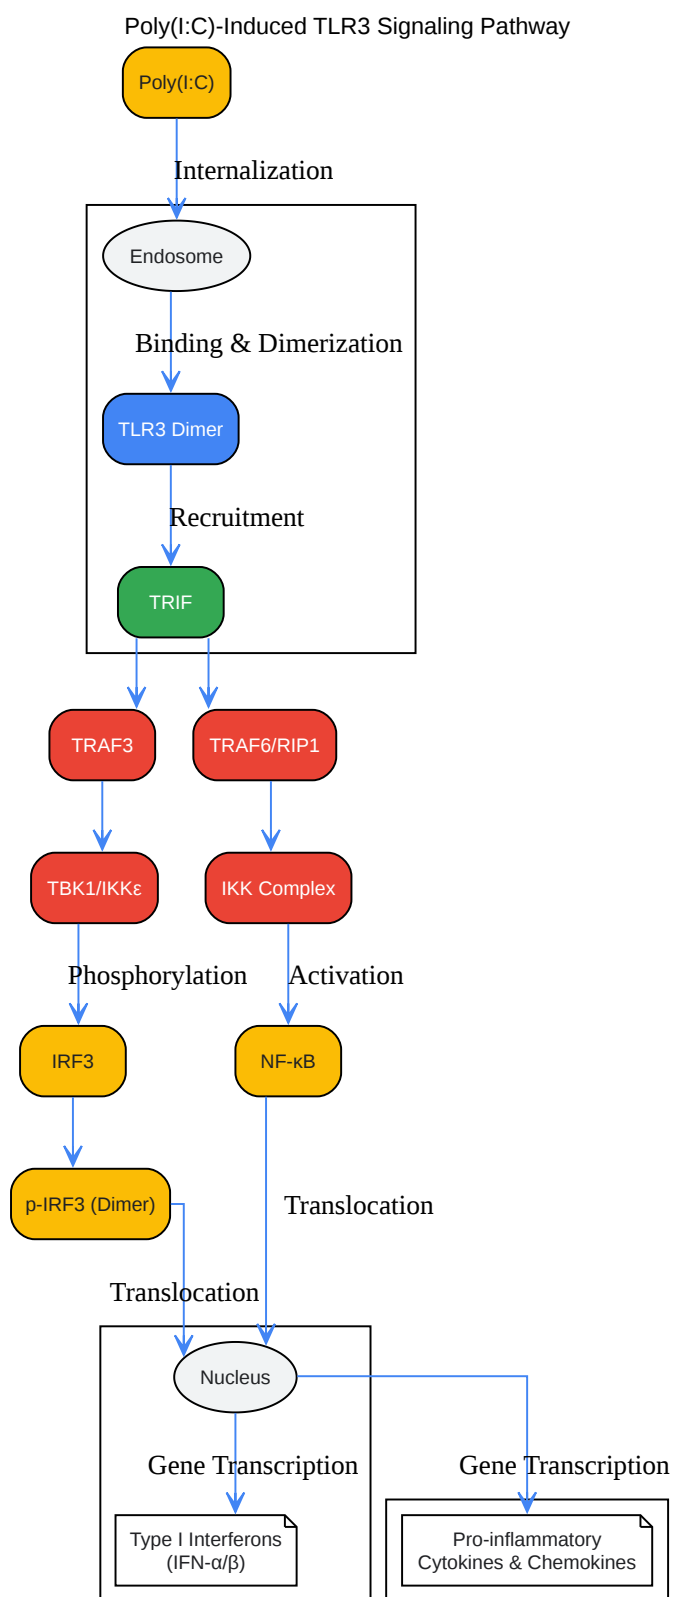 Poly(I:C)-Induced TLR3 Signaling Pathway
Poly(I:C)
Internalization
Endosome
Binding & Dimerization
TLR3 Dimer
Recruitment
TRIF
TRAF3
TRAF6/RIP1
TBK1/IKKε
IKK Complex
Phosphorylation
Activation
IRF3
NF-κB
p-IRF3 (Dimer)
Translocation
Translocation
Nucleus
Gene Transcription
Gene Transcription
Type I Interferons
(IFN-α/β)
Pro-inflammatory
Cytokines & Chemokines